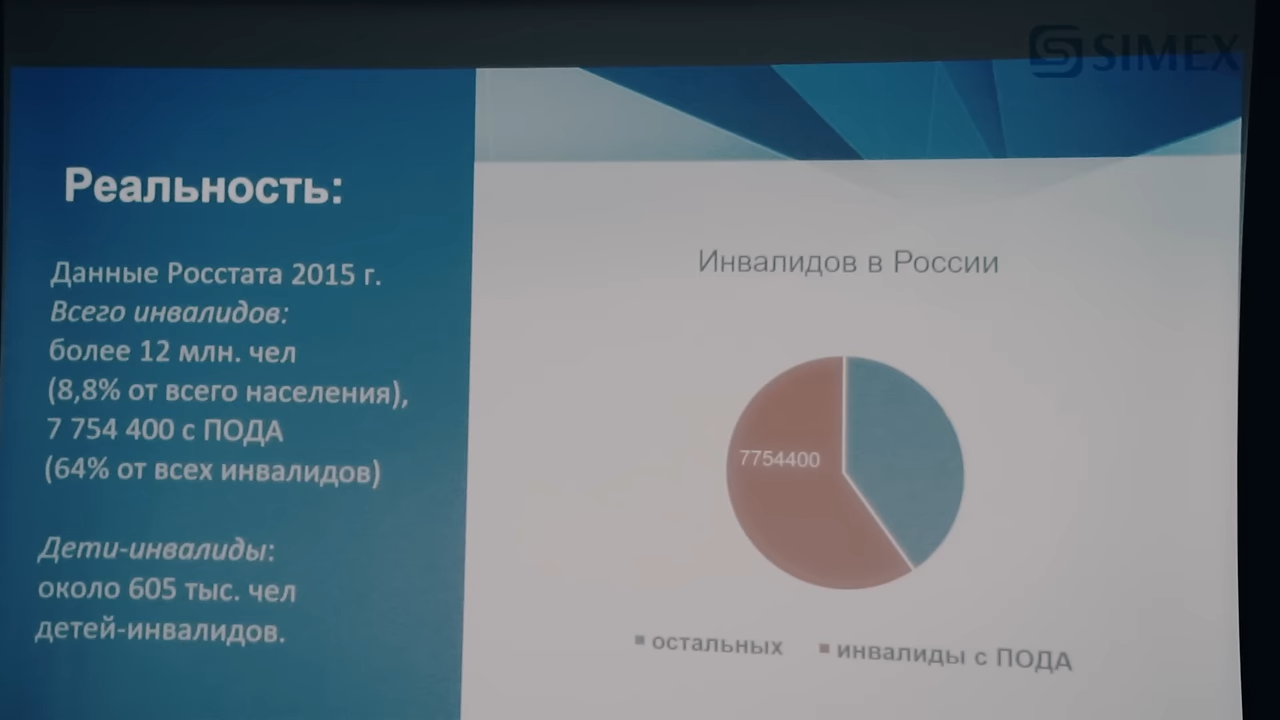 SIMEX
Реальность:
Данные Росстата 2015 г.
Всего инвалидов:
более 12 млн. чел
(8,8% от всего населения),
7 754 400 с ПОДА
(64% от всех инвалидов)
Дети-инвалиды:
около 605 тыс. чел
детей-инвалидов.
Инвалидов в России
7754400
остальных
инвалиды с ПОДА